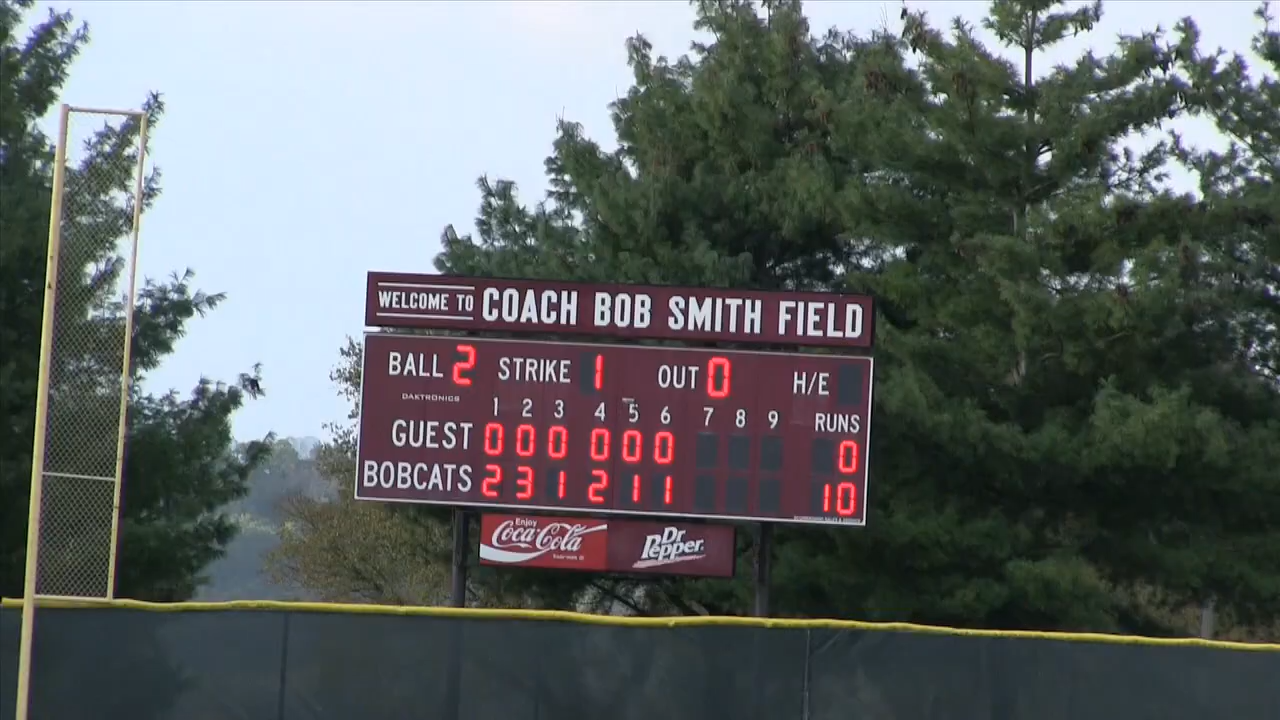 WELCOME TO COACH BOB SMITH FIELD
BALL 2 STRIKE 1 OUT 0 H/E
DAKTRONICS
1 2 3 4 5 6 7 8 9 RUNS
GUEST 0 0 0 0 0 0 0
BOBCATS 2 3 1 2 1 1 10
Enjoy
Coca-Cola
Dr
Pepper